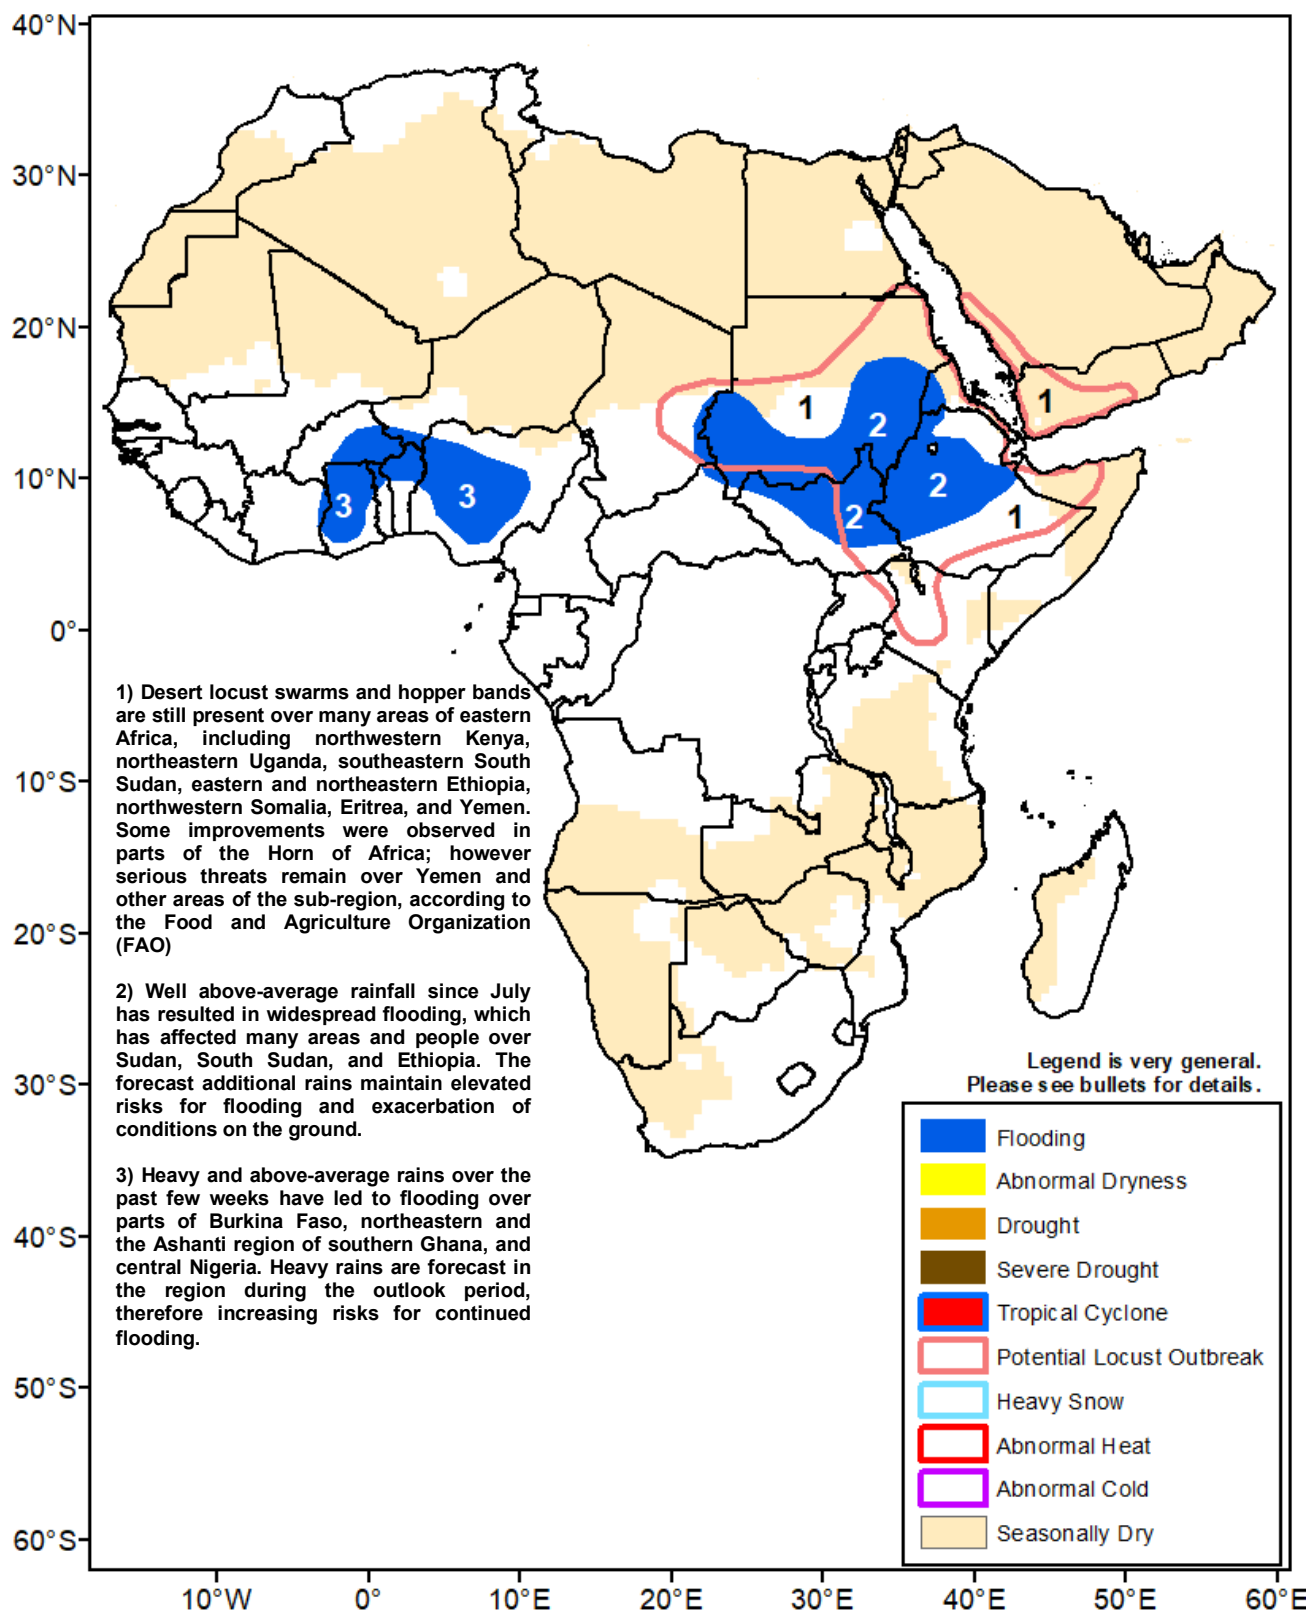 40°N
30°N
20°N
10°N
0°
10°S
20°S
30°S
40°S
50°S
60°S
1
1
2
2
2
1
3
3
1) Desert locust swarms and hopper bands
are still present over many areas of eastern
Africa, including northwestern Kenya,
northeastern Uganda, southeastern South
Sudan, eastern and northeastern Ethiopia,
northwestern Somalia, Eritrea, and Yemen.
Some improvements were observed in
parts of the Horn of Africa; however
serious threats remain over Yemen and
other areas of the sub-region, according to
the Food and Agriculture Organization
(FAO)
2) Well above-average rainfall since July
has resulted in widespread flooding, which
has affected many areas and people over
Sudan, South Sudan, and Ethiopia. The
forecast additional rains maintain elevated
risks for flooding and exacerbation of
conditions on the ground.
3) Heavy and above-average rains over the
past few weeks have led to flooding over
parts of Burkina Faso, northeastern and
the Ashanti region of southern Ghana, and
central Nigeria. Heavy rains are forecast in
the region during the outlook period,
therefore increasing risks for continued
flooding.
Legend is very general.
Please see bullets for details.
Flooding
Abnormal Dryness
Drought
Severe Drought
Tropical Cyclone
Potential Locust Outbreak
Heavy Snow
Abnormal Heat
Abnormal Cold
Seasonally Dry
10°W 0° 10°E 20°E 30°E 40°E 50°E 60°E